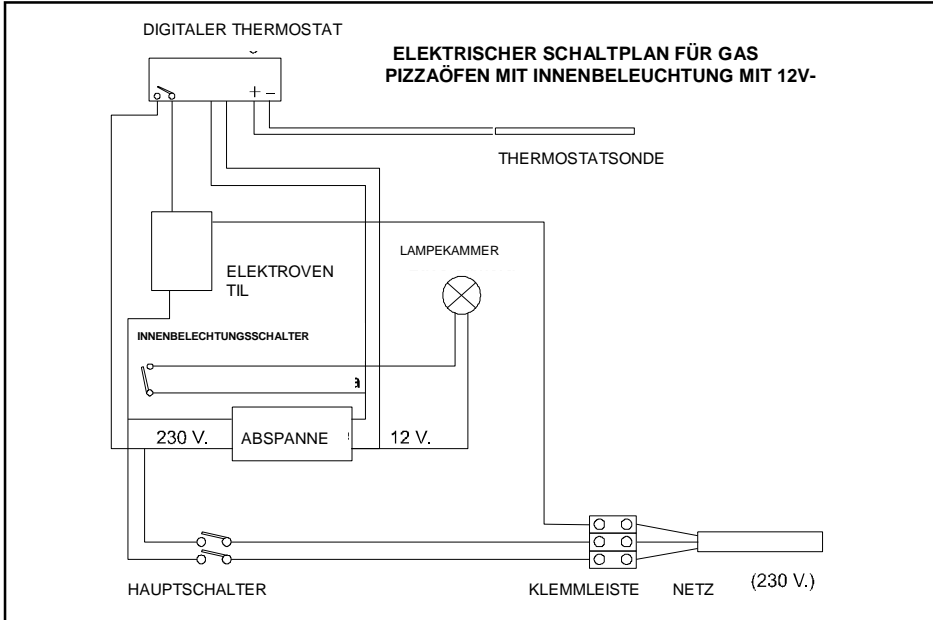 DIGITALER THERMOSTAT
ELEKTRISCHER SCHALTPLAN FÜR GAS
PIZZAÖFEN MIT INNENBELEUCHTUNG MIT 12V-
+ −
THERMOSTATSONDE
LAMPEKAMMER
ELEKTROVEN
TIL
INNENBELECHTUNGSSCHALTER
230 V. ABSPANNE 12 V.
HAUPTSCHALTER KLEMMLEISTE NETZ (230 V.)